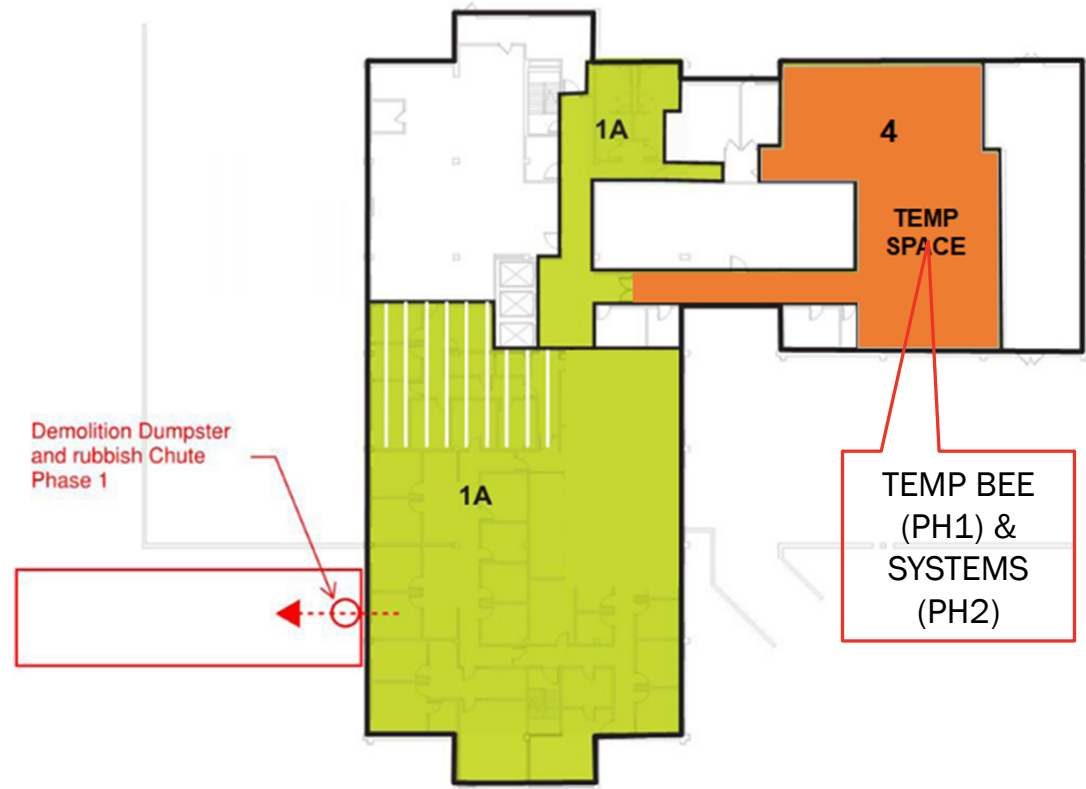 1A
4
TEMP
SPACE
Demolition Dumpster
and rubbish Chute
Phase 1
1A
TEMP BEE
(PH1) &
SYSTEMS
(PH2)